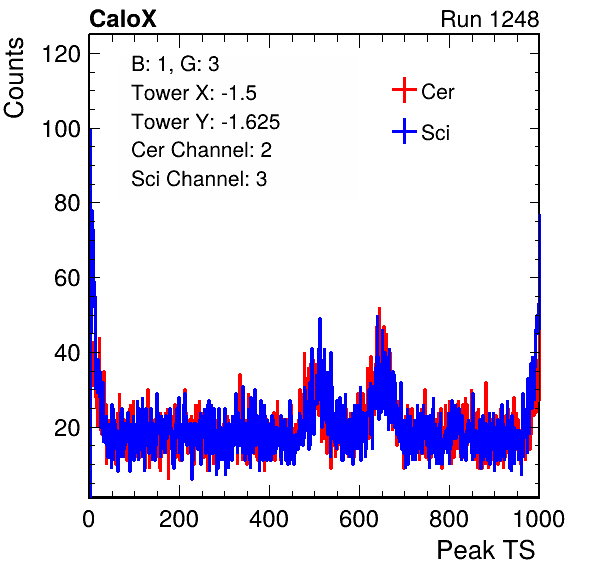 CaloX Run 1248
Counts
120
100
80
60
40
20
B: 1, G: 3
Tower X: -1.5
Tower Y: -1.625
Cer Channel: 2
Sci Channel: 3
Cer
Sci
0 200 400 600 800 1000
Peak TS